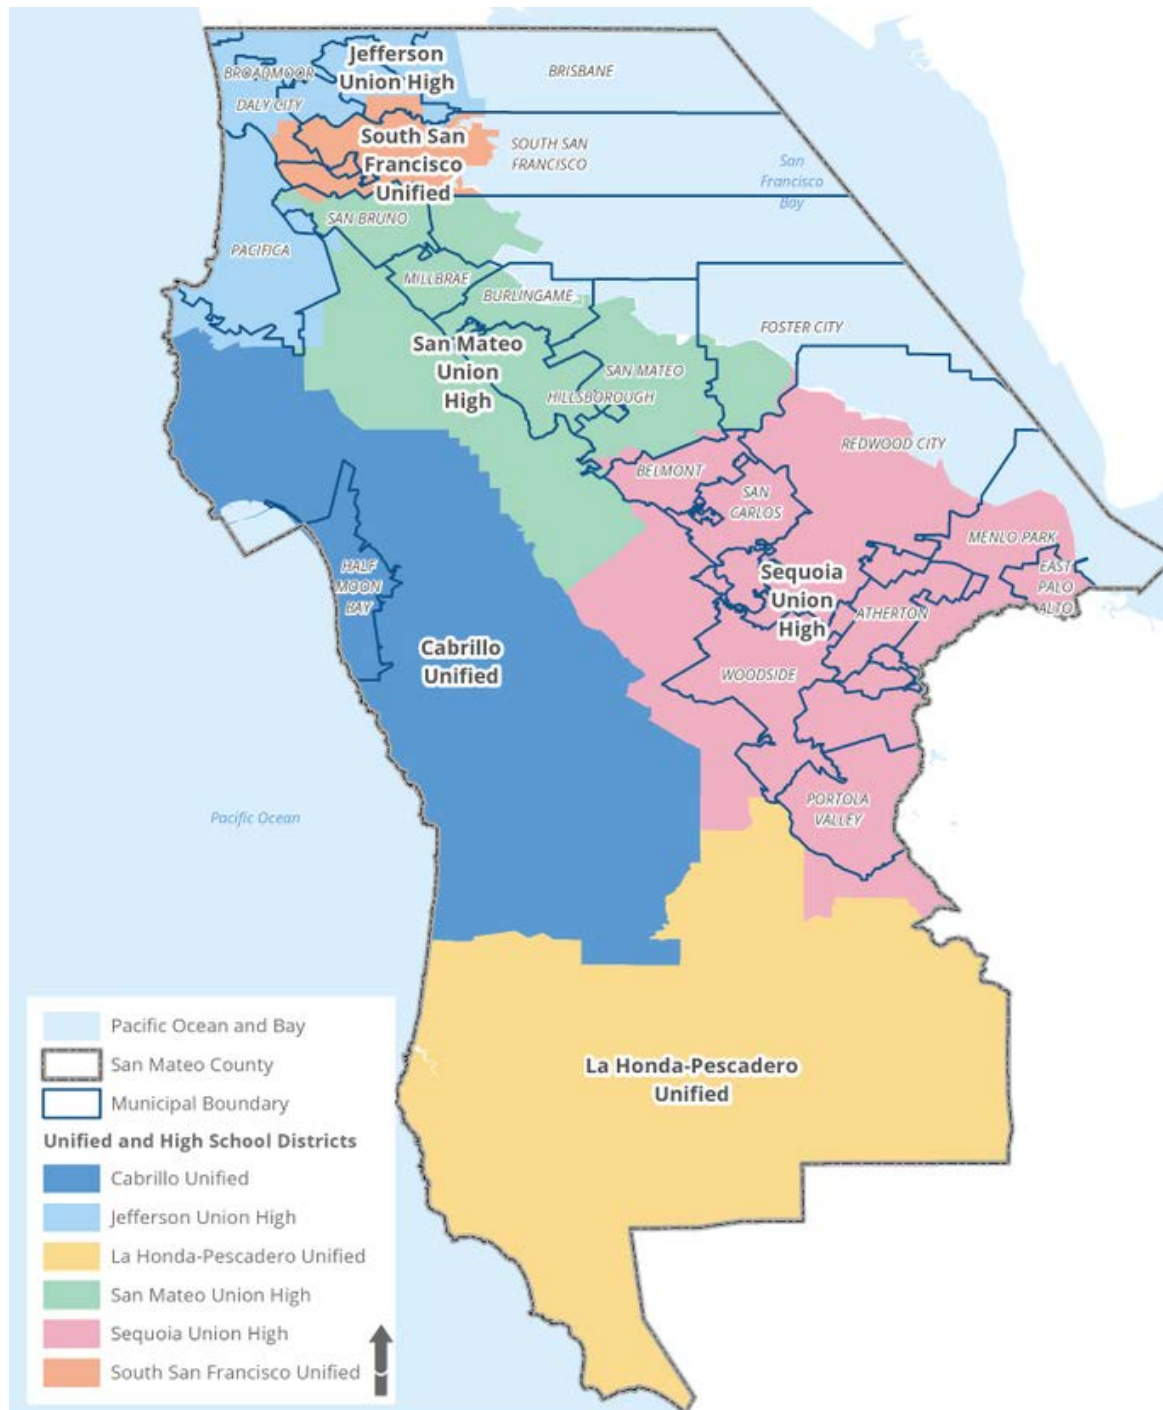 Jefferson
Union High
BROADMOOR
BRISBANE
DALY CITY
South San
Francisco
Unified
SOUTH SAN
FRANCISCO
San
Francisco
Bay
SAN BRUNO
PACIFICA
MILLBRAE
BURLINGAME
FOSTER CITY
San Mateo
Union
High
SAN MATEO
HILLSBOROUGH
REDWOOD CITY
BELMONT
SAN
CARLOS
MENLO PARK
EAST
PALO
ALTO
HALF
MOON
BAY
Sequoia
Union
High
ATHERTON
Cabrillo
Unified
WOODSIDE
PORTOLA
VALLEY
Pacific Ocean
La Honda-Pescadero
Unified
Pacific Ocean and Bay
San Mateo County
Municipal Boundary
Unified and High School Districts
Cabrillo Unified
Jefferson Union High
La Honda-Pescadero Unified
San Mateo Union High
Sequoia Union High
South San Francisco Unified